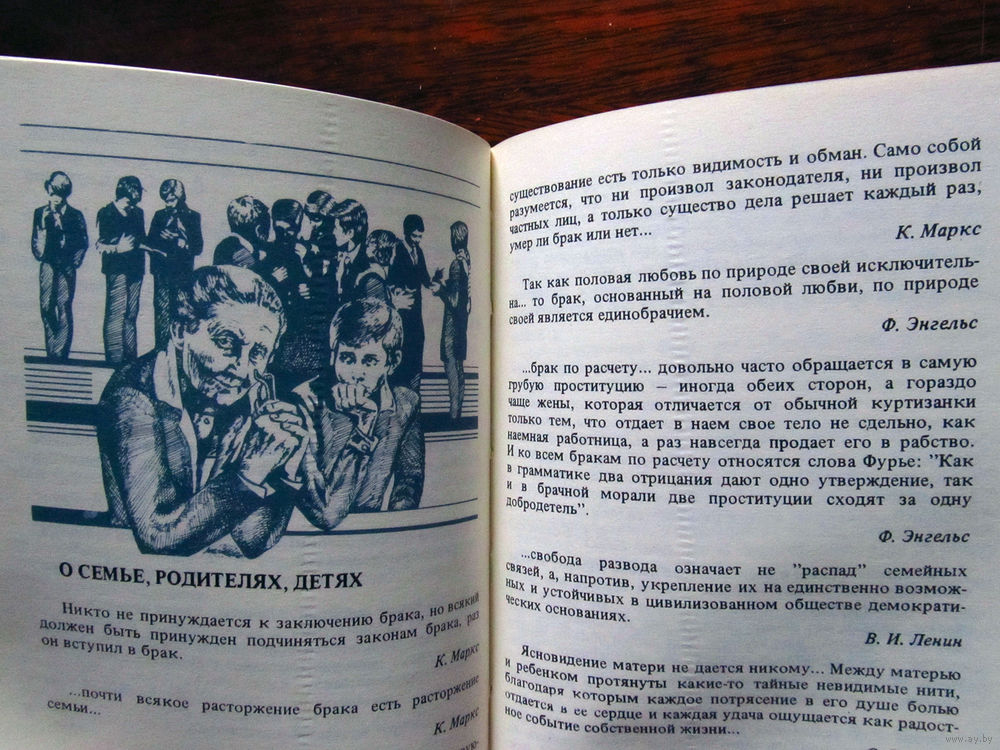 О СЕМЬЕ, РОДИТЕЛЯХ, ДЕТЯХ
Никто не принуждается к заключению брака, но всякий
должен быть принужден подчиняться законам брака, раз
он вступил в брак.
К. Маркс
...почти всякое расторжение брака есть расторжение
семьи...
К. Маркс
существование есть только видимость и обман. Само собой
разумеется, что ни произвол законодателя, ни произвол
частных лиц, а только существо дела решает каждый раз,
умер ли брак или нет...
К. Маркс
Так как половая любовь по природе своей исключитель-
на... то брак, основанный на половой любви, по природе
своей является единобрачием.
Ф. Энгельс
...брак по расчету... довольно часто обращается в самую
грубую проституцию – иногда обеих сторон, а гораздо
чаще жены, которая отличается от обычной куртизанки
только тем, что отдает в наем свое тело не сдельно, как
наемная работница, а раз навсегда продает его в рабство.
И ко всем бракам по расчету относятся слова Фурье: "Как
в грамматике два отрицания дают одно утверждение, так
и в брачной морали две проституции сходят за одну
добродетель".
Ф. Энгельс
...свобода развода означает не "распад" семейных
связей, а, напротив, укрепление их на единственно возмож-
ных и устойчивых в цивилизованном обществе демократи-
ческих основаниях.
В. И. Ленин
Ясновидение матери не дается никому... Между матерью
и ребенком протянуты какие-то тайные невидимые нити,
благодаря которым каждое потрясение в его душе болью
отдается в ее сердце и каждая удача ощущается как радост-
ное событие собственной жизни...
www.ay.by